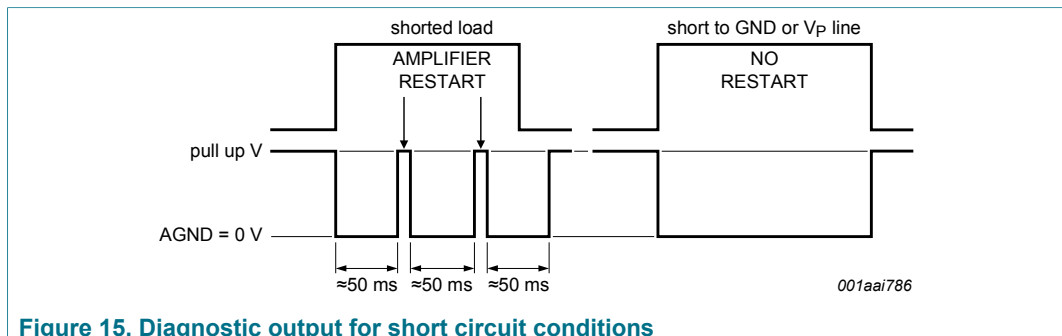 shorted load
short to GND or VP line
AMPLIFIER
RESTART
NO
RESTART
pull up V
AGND = 0 V
≈50 ms ≈50 ms ≈50 ms
001aai786
Figure 15. Diagnostic output for short circuit conditions